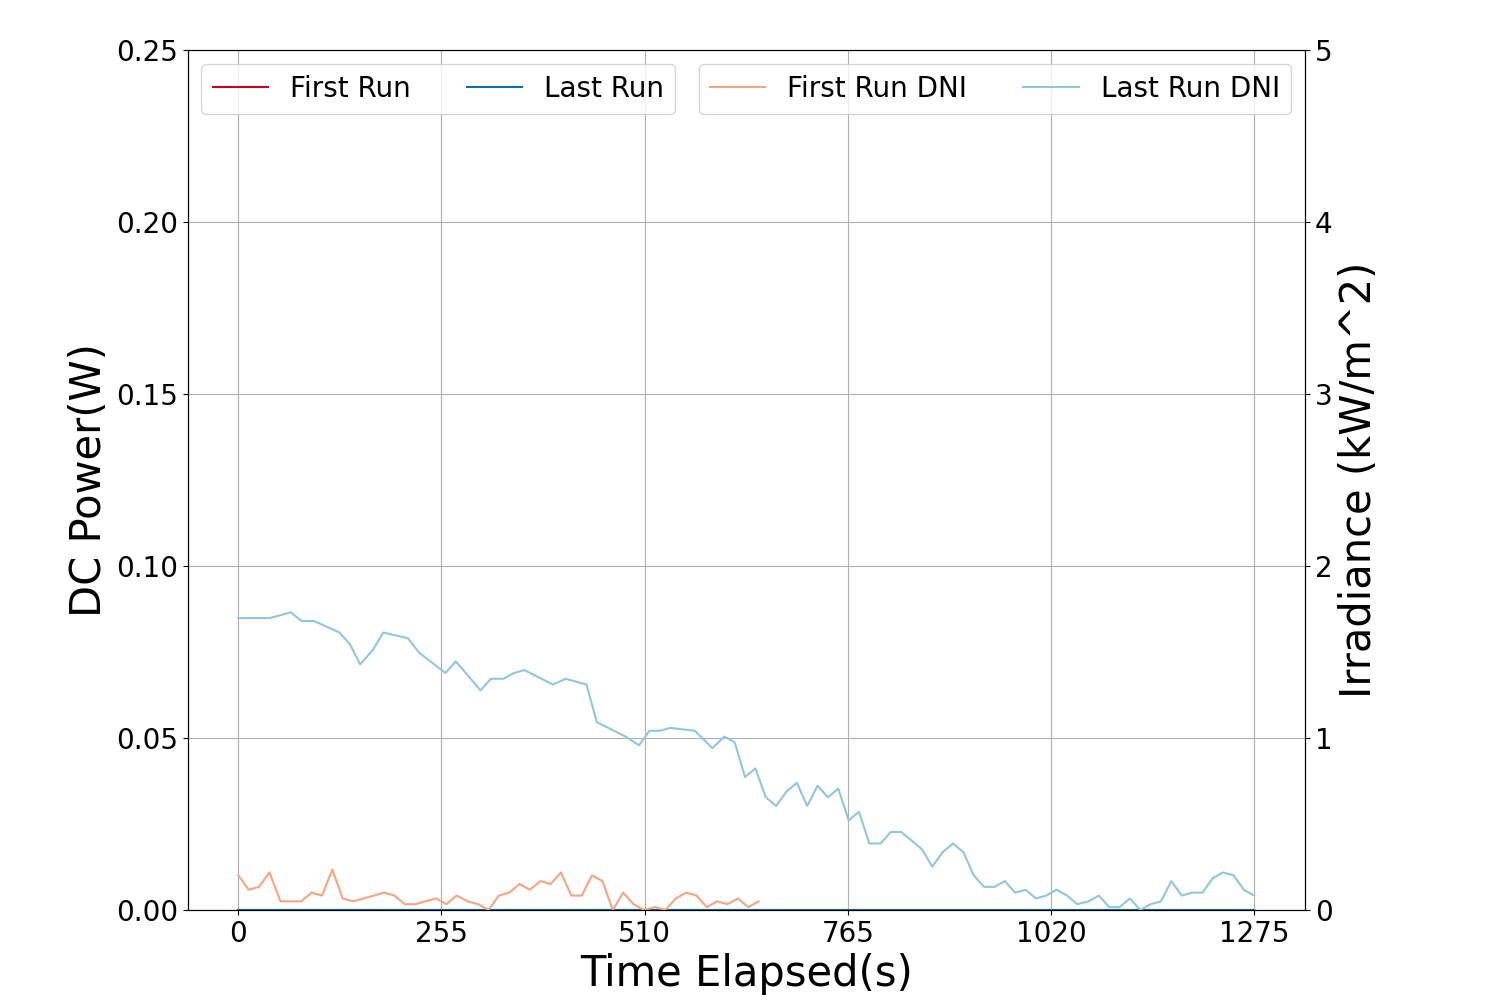 First Run Last Run First Run DNI Last Run DNI
DC Power(W)
0.25
0.20
0.15
0.10
0.05
0.00
5
4
3
2
1
0
Irradiance (kW/m^2)
0 255 510 765 1020 1275
Time Elapsed(s)